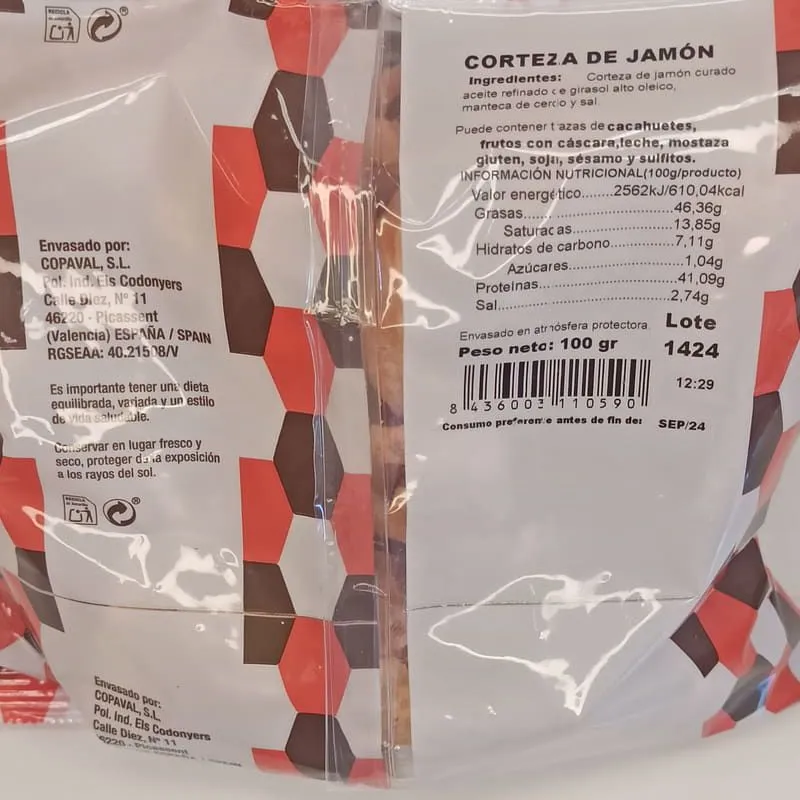 RECICLA
Envasado por:
COPAVAL, S.L.
Pol. Ind. Els Codonyers
Calle Diez, Nº 11
46220 - Picassent
(Valencia) ESPAÑA / SPAIN
RGSEAA: 40.21508/V
Es importante tener una dieta
equilibrada, variada y un estilo
de vida saludable.
Conservar en lugar fresco y
seco, proteger de la exposición
a los rayos del sol.
RECICLA
Envasado por:
COPAVAL, S.L.
Pol. Ind. Els Codonyers
Calle Diez, Nº 11
46220 - Picassent
CORTEZA DE JAMÓN
Ingredientes: Corteza de jamón curado
aceite refinado de girasol alto oleico,
manteca de cerdo y sal.
Puede contener trazas de cacahuetes,
frutos con cáscara,leche, mostaza
gluten, soja, sésamo y sulfitos.
INFORMACIÓN NUTRICIONAL(100g/producto)
Valor energético.......2562kJ/610,04kcal
Grasas...........................46,36g
Saturadas......................13,85g
Hidratos de carbono...........7,11g
Azúcares......................1,04g
Proteinas.........................41,09g
Sal.................................2,74g
Envasado en atmósfera protectora
Lote
Peso neto: 100 gr
1424
12:29
8 436003 110590
Consumo preferente antes de fin de: SEP/24